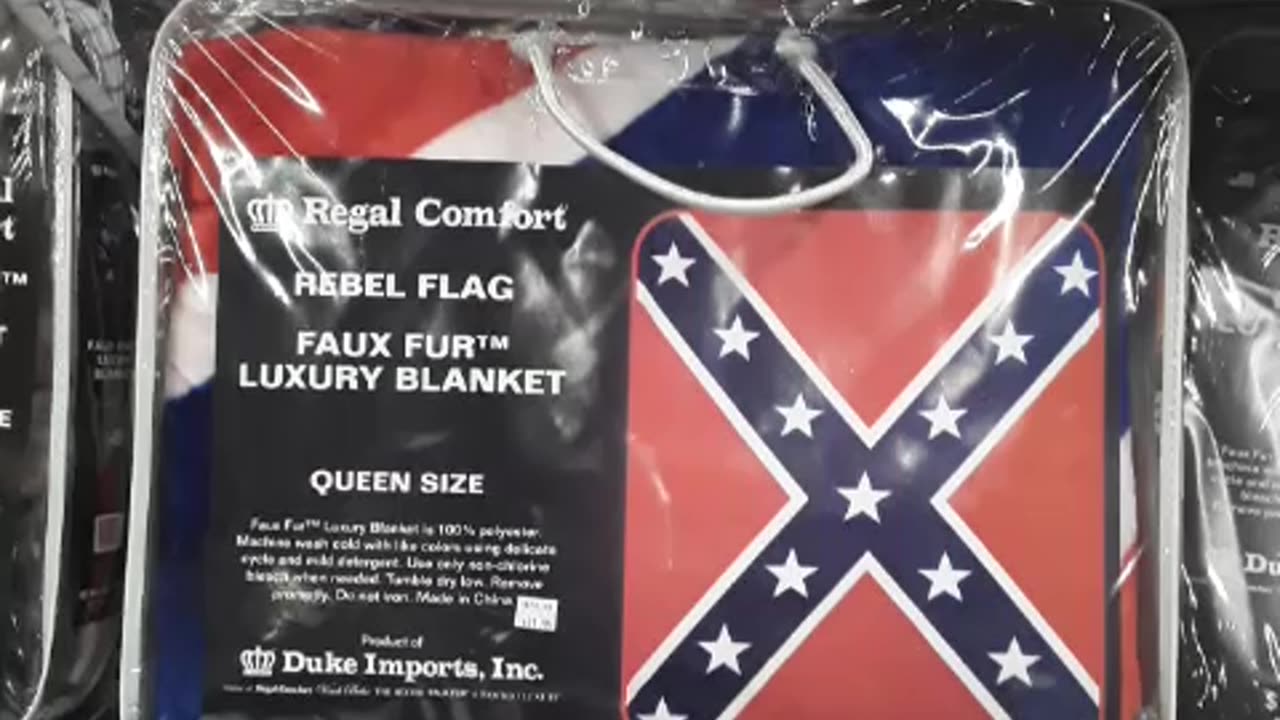 Regal Comfort
REBEL FLAG
FAUX FUR™
LUXURY BLANKET
QUEEN SIZE
Faux Fur™ Luxury Blanket is 100% polyester.
Machine wash cold with like colors using delicate
cycle and mild detergent. Use only non-chlorine
bleach when needed. Tumble dry low. Remove
promptly. Do not iron. Made in China.
Product of
Duke Imports, Inc.